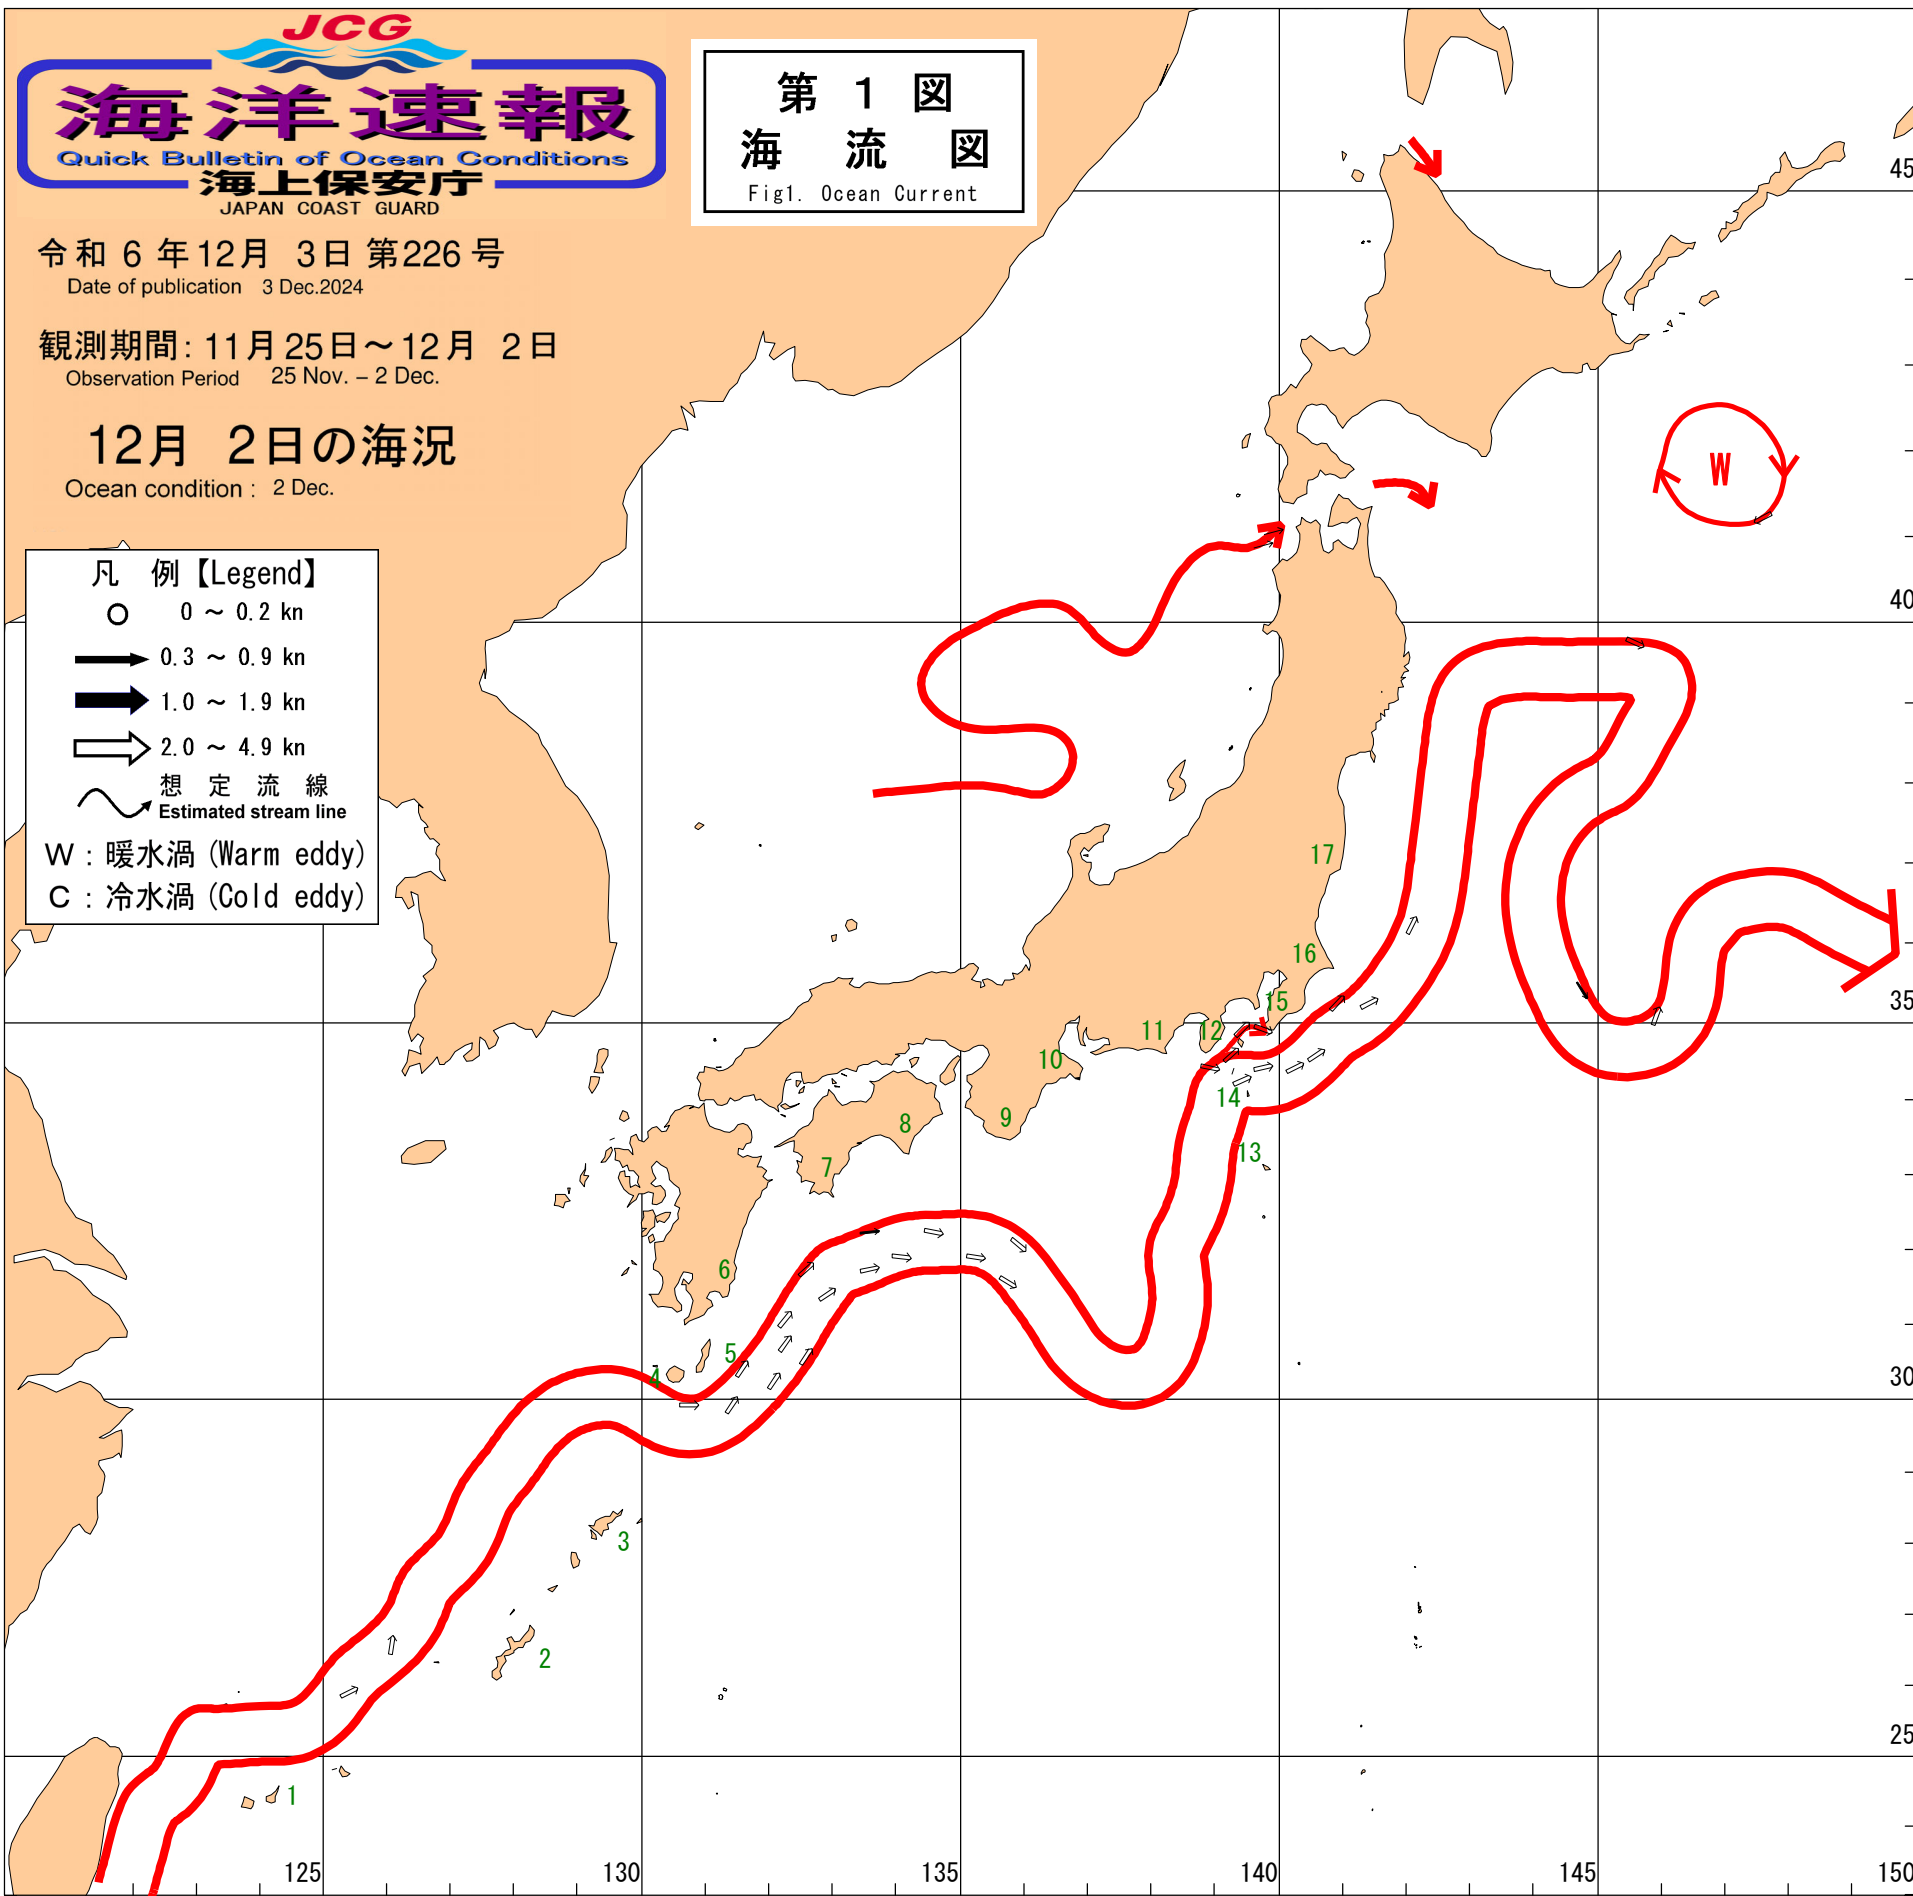 JCG
海洋速報
Quick Bulletin of Ocean Conditions
海上保安庁
JAPAN COAST GUARD
令和 6 年12月 3日 第226号
Date of publication 3 Dec.2024
観測期間: 11月25日～12月 2日
Observation Period 25 Nov. – 2 Dec.
12月 2日の海況
Ocean condition : 2 Dec.
第 1 図
海 流 図
Fig1. Ocean Current
凡 例【Legend】
0 ～ 0.2 kn
0.3 ～ 0.9 kn
1.0 ～ 1.9 kn
2.0 ～ 4.9 kn
想 定 流 線
Estimated stream line
W : 暖水渦 (Warm eddy)
C : 冷水渦 (Cold eddy)
45
W
40
17
16
15
35
12
11
10
14
9
8
13
7
6
5
4
30
3
2
25
1
125
130
135
140
145
150